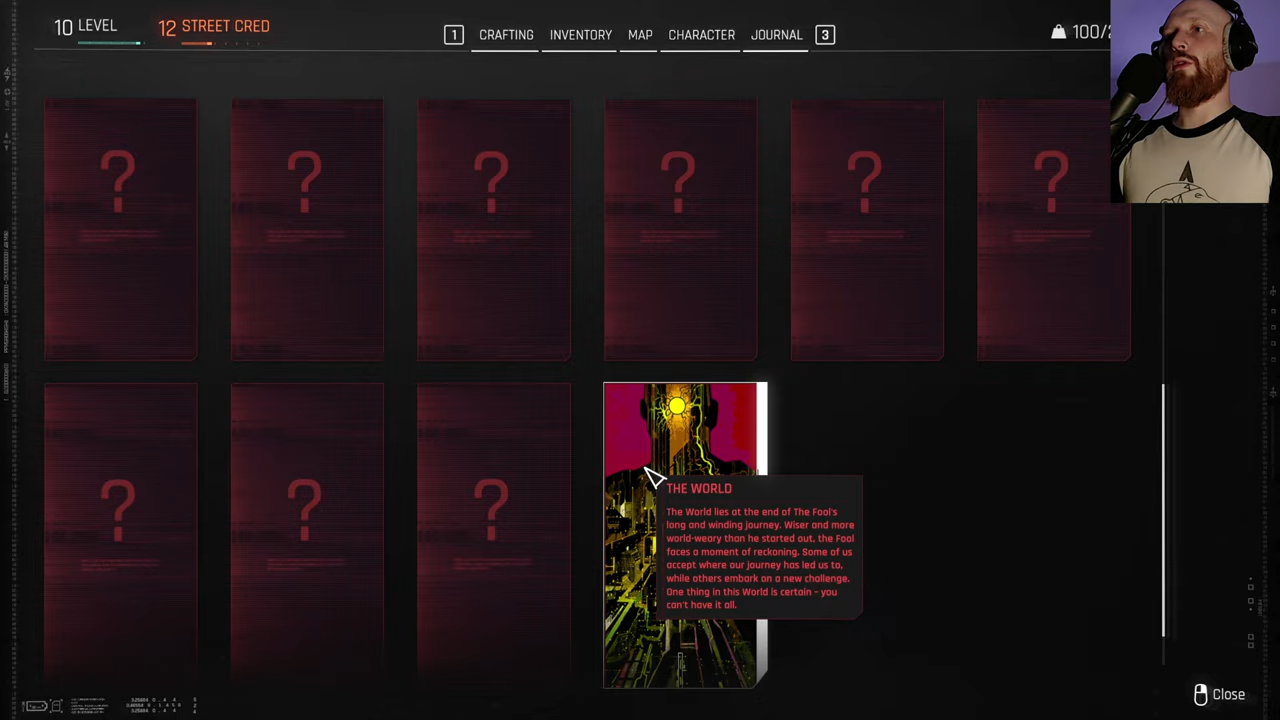 10 LEVEL
12 STREET CRED
1 CRAFTING INVENTORY MAP CHARACTER JOURNAL 3
100/2
?
?
?
?
?
?
?
?
?
THE WORLD
The World lies at the end of The Fool's
long and winding journey. Wiser and more
world-weary than he started out, the Fool
faces a moment of reckoning. Some of us
accept where our journey has led us to,
while others embark on a new challenge.
One thing in this World is certain – you
can't have it all.
Close